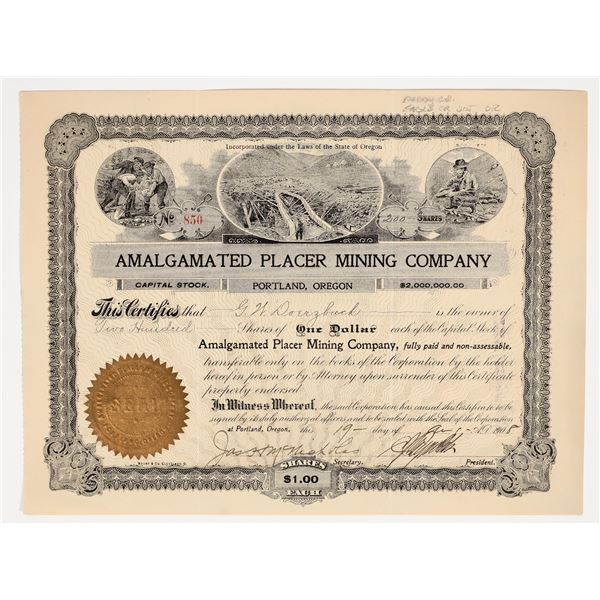 Incorporated under the Laws of the State of Oregon
No 850
200 SHARES
AMALGAMATED PLACER MINING COMPANY
CAPITAL STOCK. PORTLAND, OREGON $2,000,000.00
This Certifies that G. W. Doerzbach is the owner of
Two Hundred Shares of One Dollar each of the Capital Stock of
Amalgamated Placer Mining Company, fully paid and non-assessable,
transferable only on the books of the Corporation by the holder
hereof in person or by Attorney upon surrender of this Certificate
properly endorsed.
In Witness Whereof, the said Corporation has caused this Certificate to be
signed by its duly authorized officers and to be sealed with the Seal of the Corporation
at Portland, Oregon, this 19 day of
Secretary. President.
SHARES
$1.00
EACH